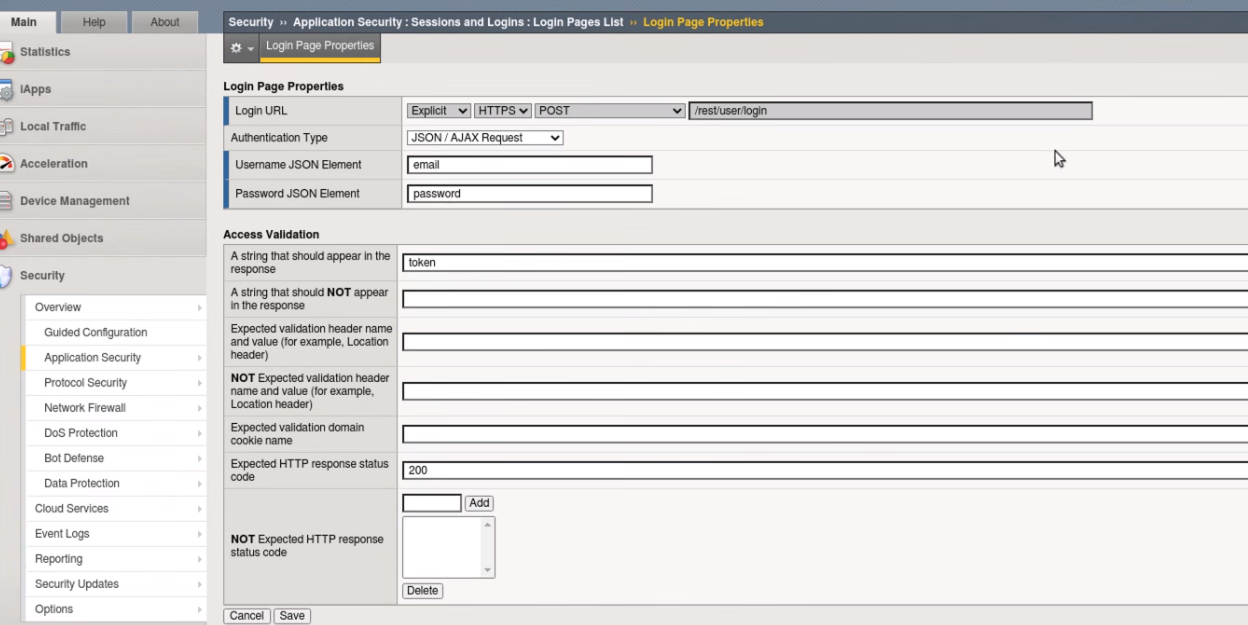 Main Help About
Security ›› Application Security : Sessions and Logins : Login Pages List ›› Login Page Properties
Login Page Properties
Statistics
iApps
Local Traffic
Acceleration
Device Management
Shared Objects
Security
Overview
Guided Configuration
Application Security
Protocol Security
Network Firewall
DoS Protection
Bot Defense
Data Protection
Cloud Services
Event Logs
Reporting
Security Updates
Options
Login Page Properties
Login URL Explicit HTTPS POST /rest/user/login
Authentication Type JSON / AJAX Request
Username JSON Element email
Password JSON Element password
Access Validation
A string that should appear in the
response
token
A string that should NOT appear
in the response
Expected validation header name
and value (for example, Location
header)
NOT Expected validation header
name and value (for example,
Location header)
Expected validation domain
cookie name
Expected HTTP response status
code
200
NOT Expected HTTP response
status code
Add
Delete
Cancel Save